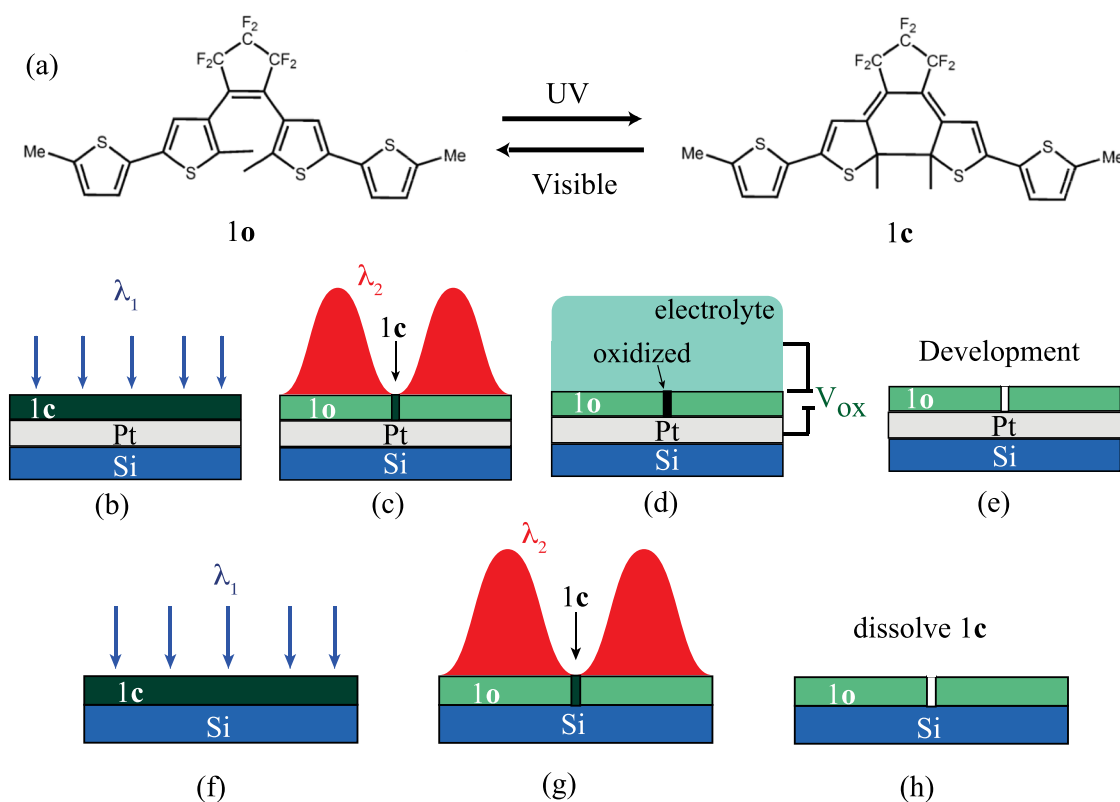 (a)
F₂
C
F₂C
CF₂
UV
Visible
Me
S
S
S
S
Me
1o
F₂
C
F₂C
CF₂
Me
S
S
S
S
Me
1c
λ₁
1c
Pt
Si
(b)
λ₂
1c
1o
Pt
Si
(c)
electrolyte
oxidized
1o
Pt
Si
V_OX
(d)
Development
1o
Pt
Si
(e)
λ₁
1c
Si
(f)
λ₂
1c
1o
Si
(g)
dissolve 1c
1o
Si
(h)